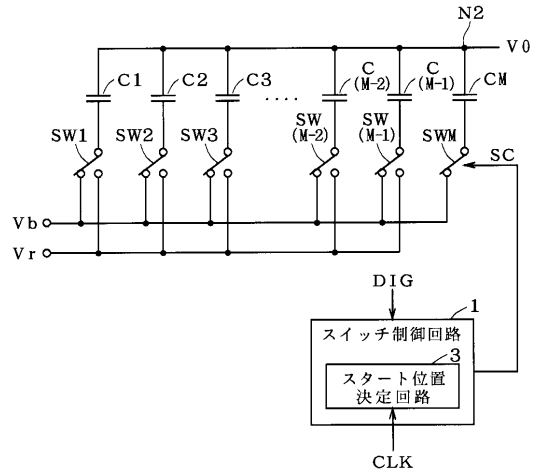 N2
V0
C1 C2 C3 C (M-2) C (M-1) CM
....
SW1 SW2 SW3 SW (M-2) SW (M-1) SWM
SC
Vb
Vr
DIG
1
スイッチ制御回路
3
スタート位置
決定回路
CLK